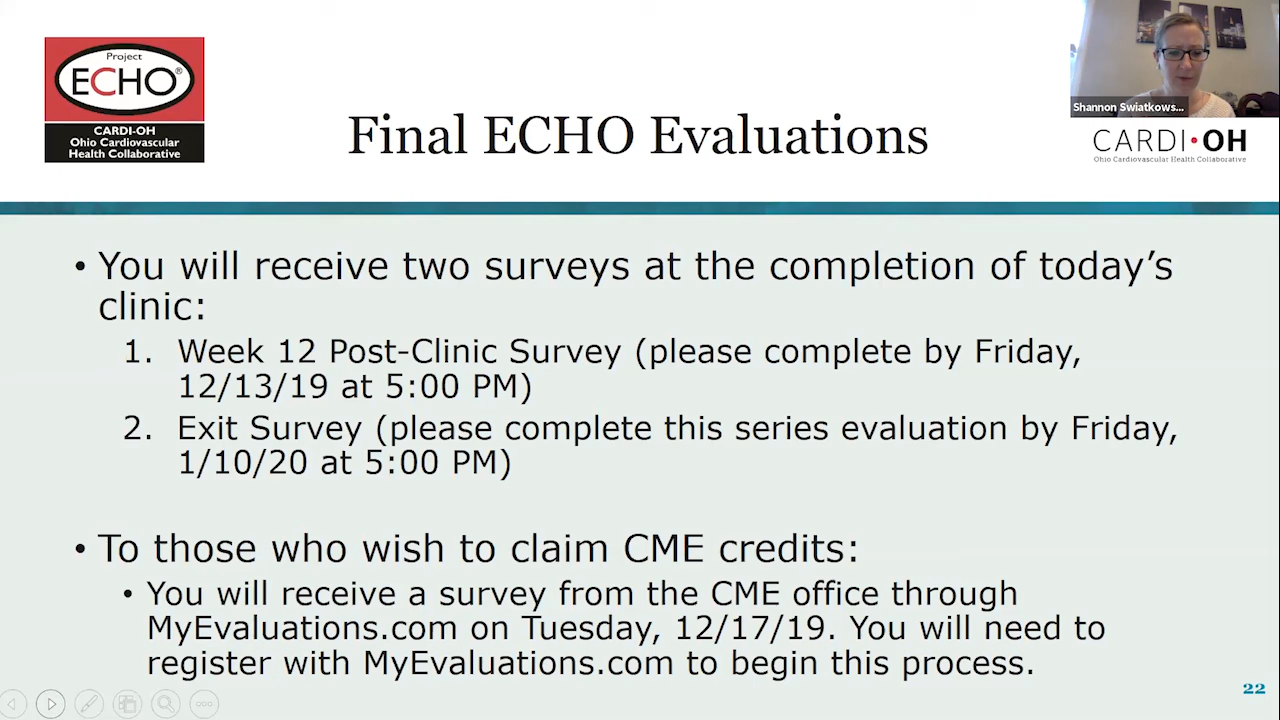 Project
ECHO®
CARDI-OH
Ohio Cardiovascular
Health Collaborative
Final ECHO Evaluations
Shannon Swiatkows...
CARDI•OH
Ohio Cardiovascular Health Collaborative
• You will receive two surveys at the completion of today's
clinic:
1. Week 12 Post-Clinic Survey (please complete by Friday,
12/13/19 at 5:00 PM)
2. Exit Survey (please complete this series evaluation by Friday,
1/10/20 at 5:00 PM)
• To those who wish to claim CME credits:
• You will receive a survey from the CME office through
MyEvaluations.com on Tuesday, 12/17/19. You will need to
register with MyEvaluations.com to begin this process.
22